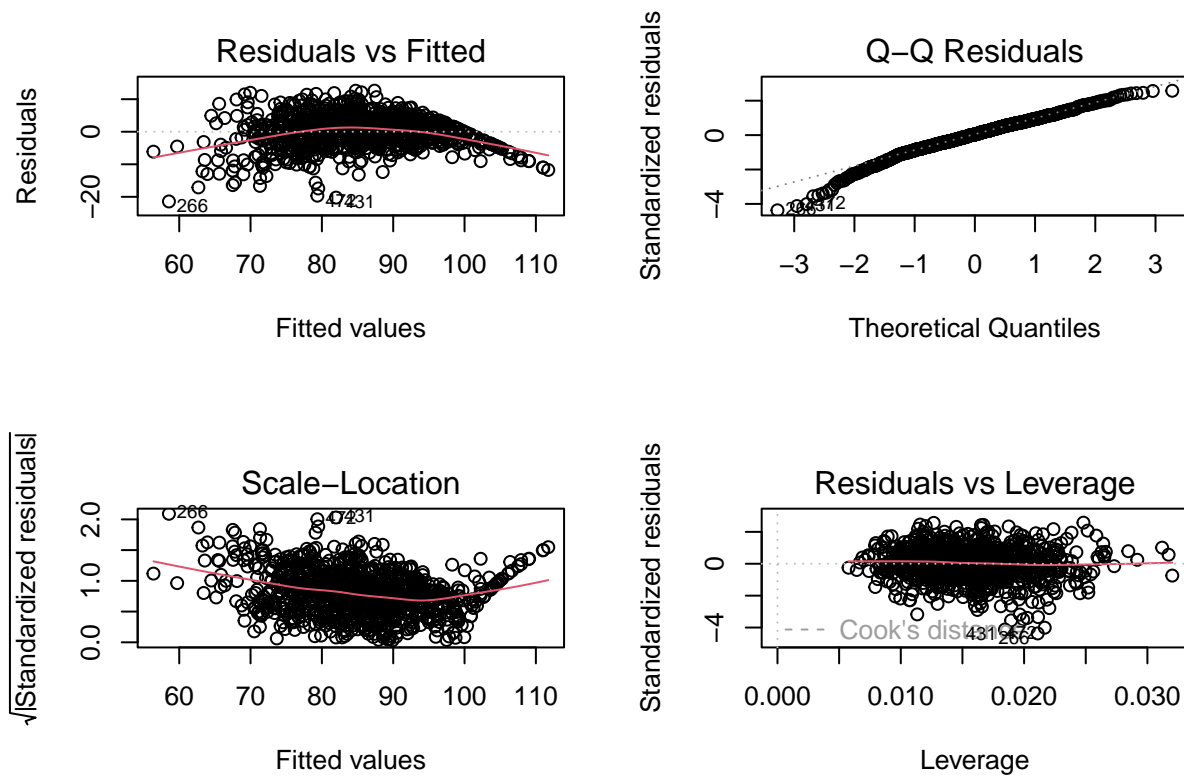 Residuals vs Fitted
Residuals
0
−20
266
431
60 70 80 90 100 110
Fitted values
Q−Q Residuals
Standardized residuals
0
−4
−3 −2 −1 0 1 2 3
Theoretical Quantiles
Scale−Location
√|Standardized residuals|
2.0
1.0
0.0
266
431
60 70 80 90 100 110
Fitted values
Residuals vs Leverage
Standardized residuals
0
−4
Cook's distance
431
266
0.000 0.010 0.020 0.030
Leverage